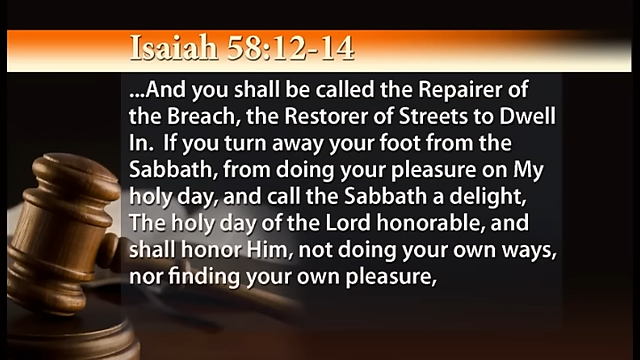 Isaiah 58:12-14
...And you shall be called the Repairer of
the Breach, the Restorer of Streets to Dwell
In.  If you turn away your foot from the
Sabbath, from doing your pleasure on My
holy day, and call the Sabbath a delight,
The holy day of the Lord honorable, and
shall honor Him, not doing your own ways,
nor finding your own pleasure,